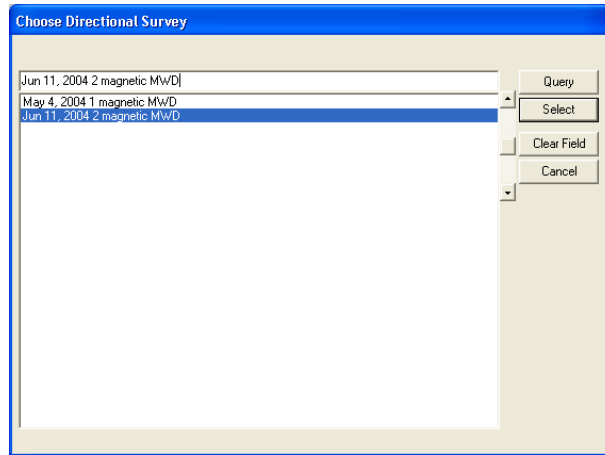 Choose Directional Survey
Jun 11, 2004 2 magnetic MWD
Query
May 4, 2004 1 magnetic MWD
Jun 11, 2004 2 magnetic MWD
Select
Clear Field
Cancel